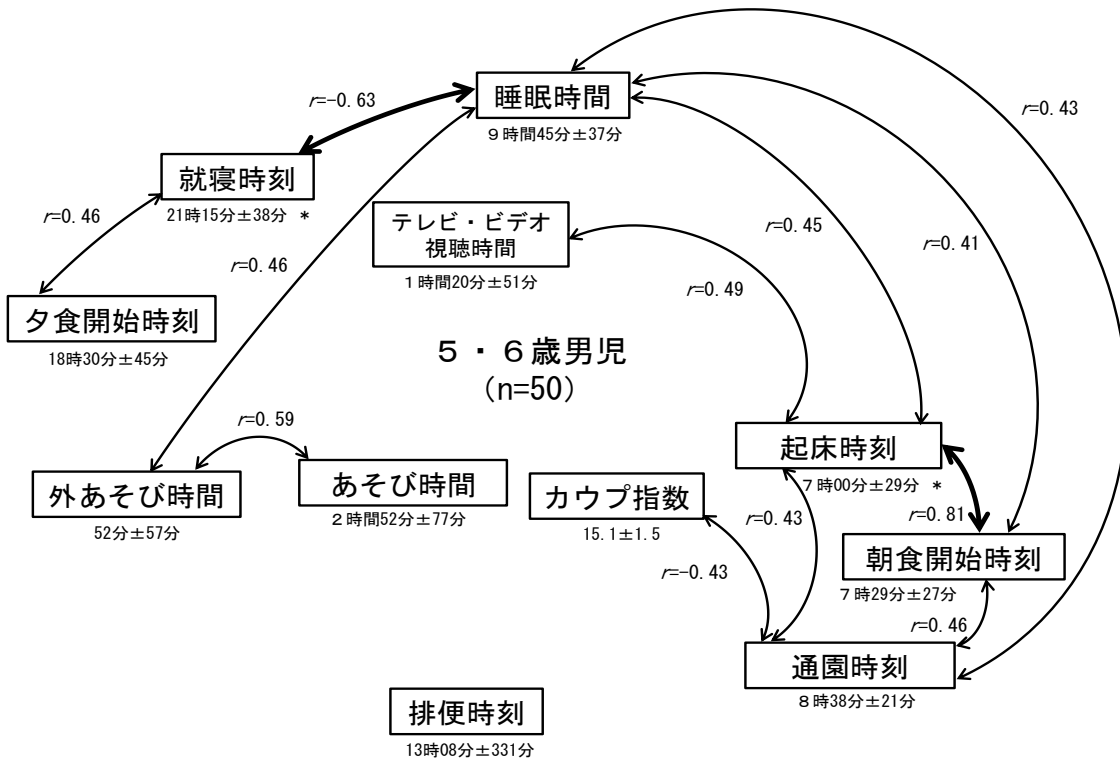 睡眠時間
9時間45分±37分
r=-0.63
r=0.43
就寝時刻
21時15分±38分 *
r=0.46
テレビ・ビデオ
視聴時間
1時間20分±51分
r=0.45
r=0.41
r=0.46
r=0.49
夕食開始時刻
18時30分±45分
5・6歳男児
(n=50)
r=0.59
起床時刻
7時00分±29分 *
外あそび時間
52分±57分
あそび時間
2時間52分±77分
カウプ指数
15.1±1.5
r=0.43
r=0.81
朝食開始時刻
7時29分±27分
r=-0.43
r=0.46
通園時刻
8時38分±21分
排便時刻
13時08分±331分